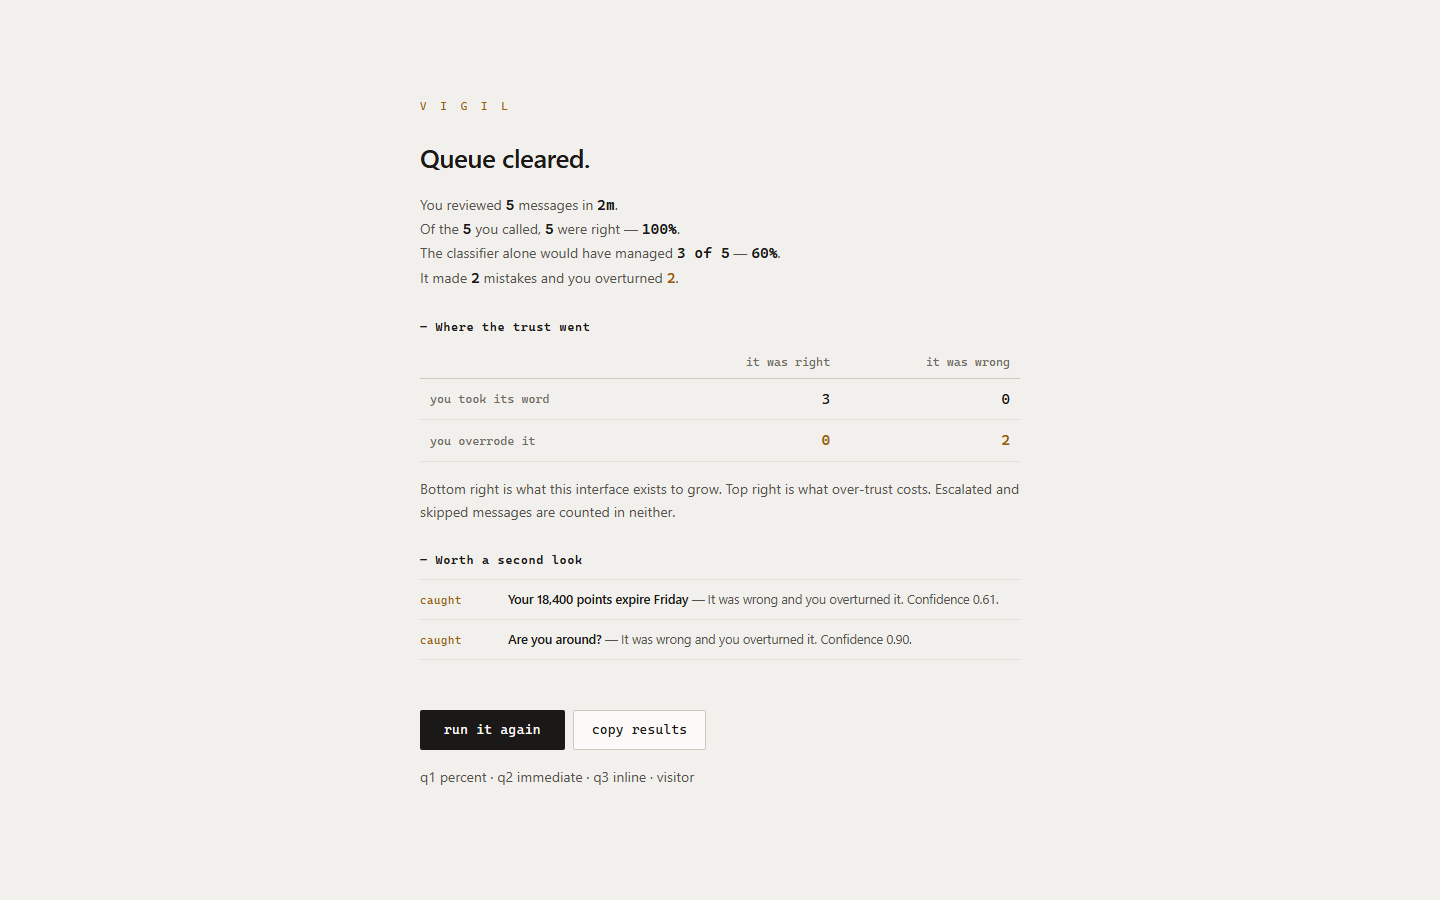 V I G I L
Queue cleared.
You reviewed 5 messages in 2m.
Of the 5 you called, 5 were right — 100%.
The classifier alone would have managed 3 of 5 — 60%.
It made 2 mistakes and you overturned 2.
— Where the trust went
it was right it was wrong
you took its word 3 0
you overrode it 0 2
Bottom right is what this interface exists to grow. Top right is what over-trust costs. Escalated and
skipped messages are counted in neither.
— Worth a second look
caught Your 18,400 points expire Friday — It was wrong and you overturned it. Confidence 0.61.
caught Are you around? — It was wrong and you overturned it. Confidence 0.90.
run it again copy results
q1 percent · q2 immediate · q3 inline · visitor